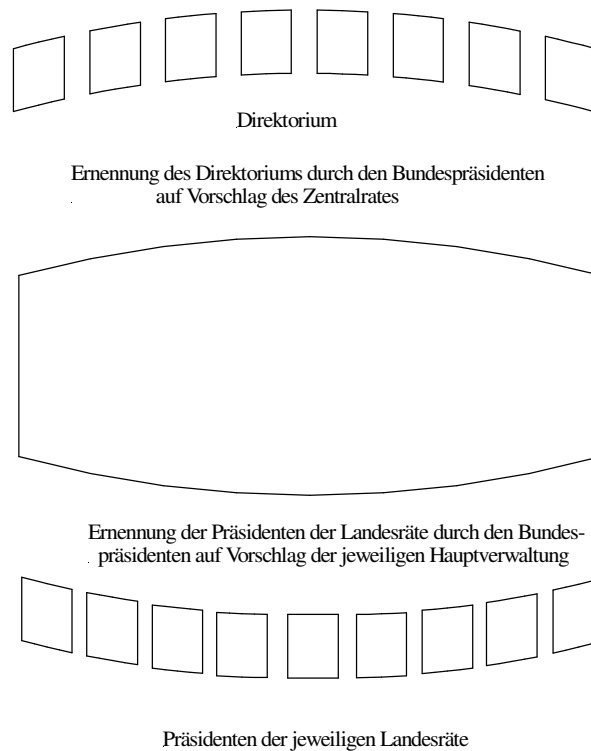 Direktorium
Ernennung des Direktoriums durch den Bundespräsidenten
auf Vorschlag des Zentralrates
Ernennung der Präsidenten der Landesräte durch den Bundes-
präsidenten auf Vorschlag der jeweiligen Hauptverwaltung
Präsidenten der jeweiligen Landesräte